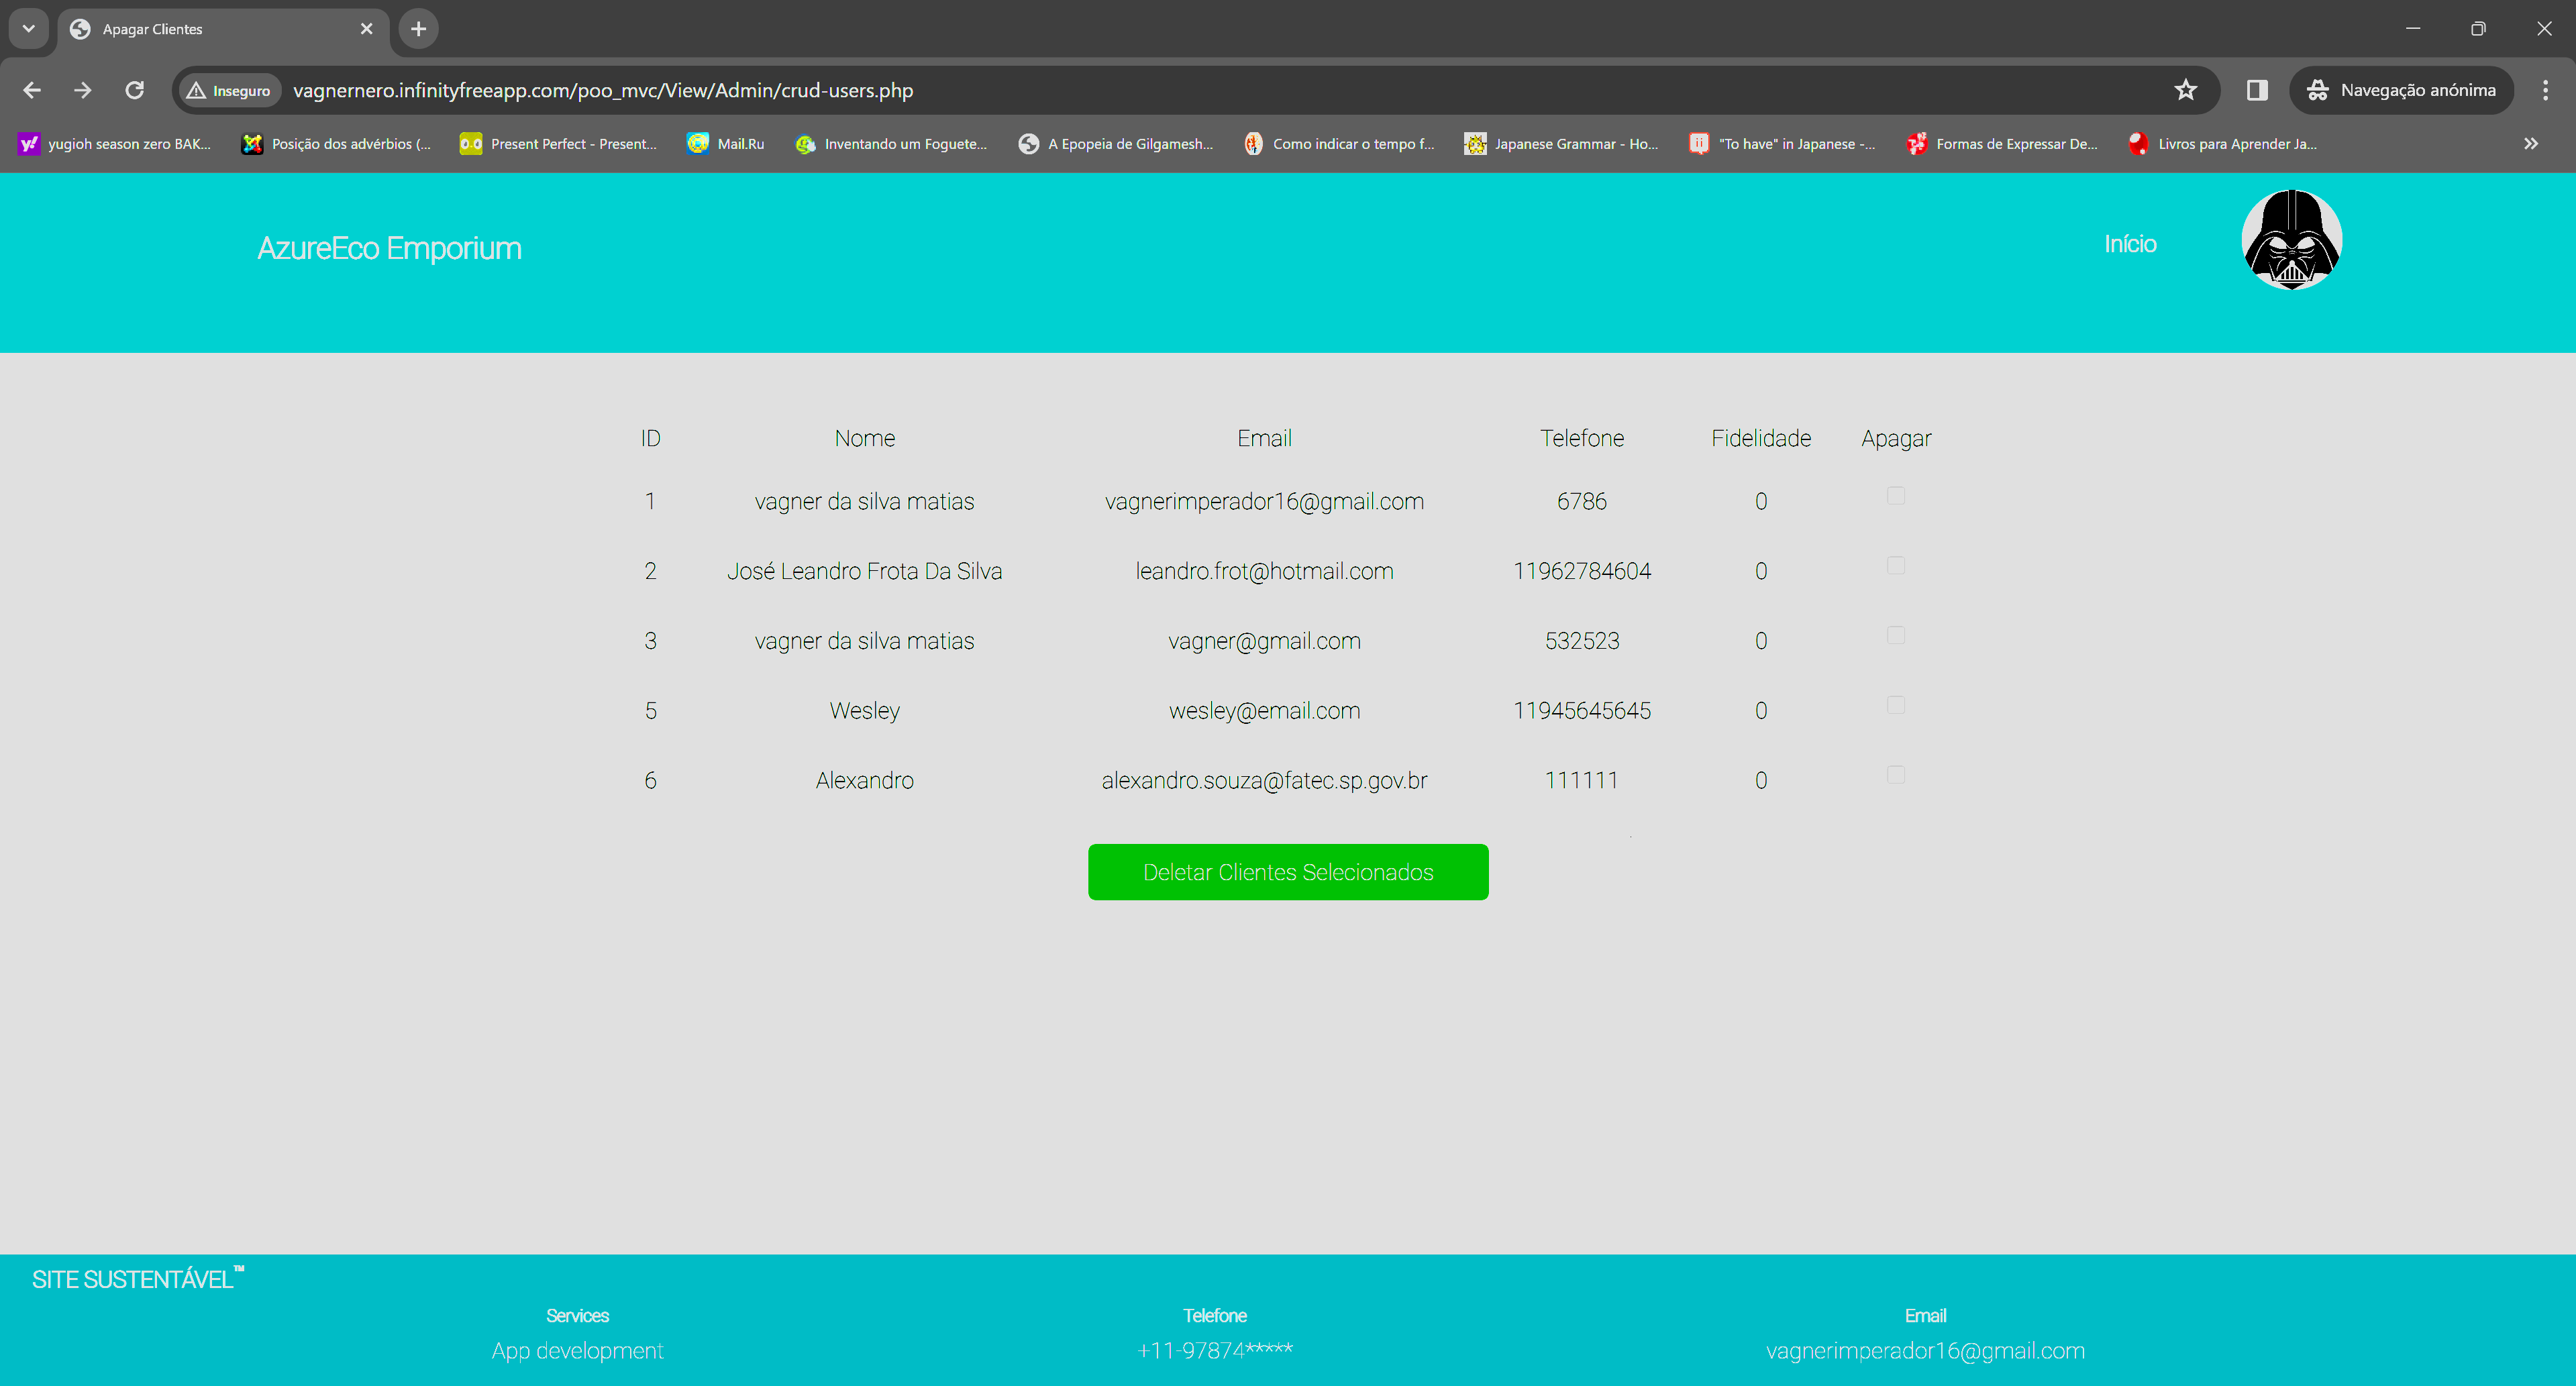 Apagar Clientes
Inseguro vagnernero.infinityfreeapp.com/poo_mvc/View/Admin/crud-users.php Navegação anónima
yugioh season zero BAK... Posição dos advérbios (... Present Perfect - Present... Mail.Ru Inventando um Foguete... A Epopeia de Gilgamesh... Como indicar o tempo f... Japanese Grammar - Ho... "To have" in Japanese -... Formas de Expressar De... Livros para Aprender Ja...
AzureEco Emporium Início
ID Nome Email Telefone Fidelidade Apagar
1 vagner da silva matias vagnerimperador16@gmail.com 6786 0
2 José Leandro Frota Da Silva leandro.frot@hotmail.com 11962784604 0
3 vagner da silva matias vagner@gmail.com 532523 0
5 Wesley wesley@email.com 11945645645 0
6 Alexandro alexandro.souza@fatec.sp.gov.br 111111 0
Deletar Clientes Selecionados
SITE SUSTENTÁVEL™
Services Telefone Email
App development +11-97874***** vagnerimperador16@gmail.com